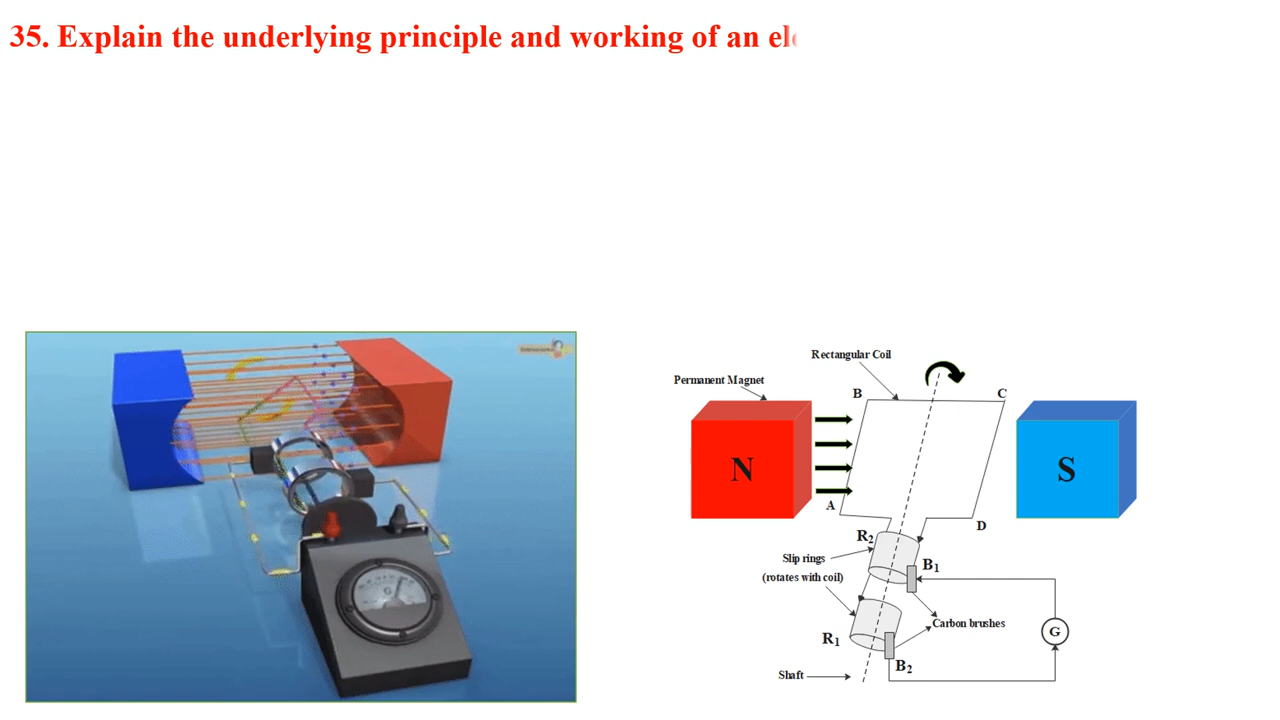 35. Explain the underlying principle and working of an el
Rectangular Coil
Permanent Magnet
B
C
N
S
A
D
R2
Slip rings
(rotates with coil)
B1
Carbon brushes
G
R1
B2
Shaft